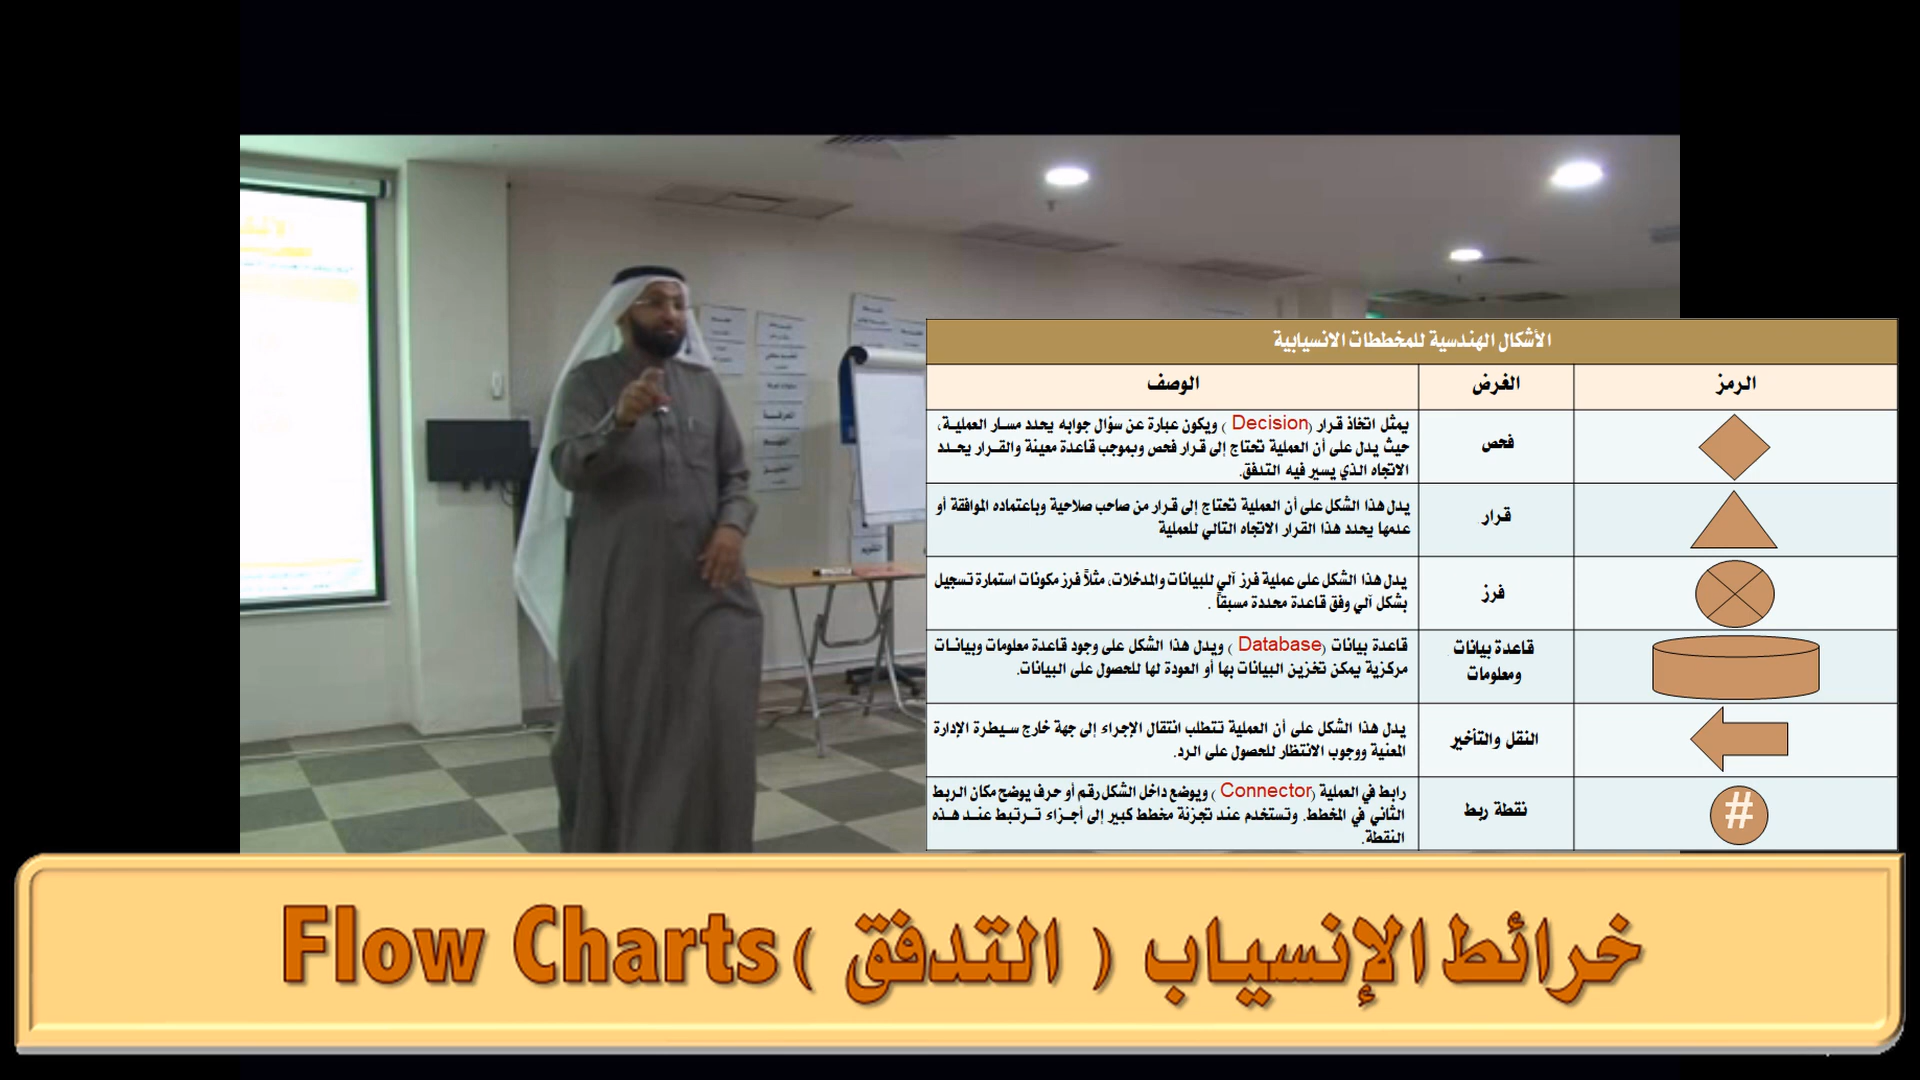 الأشكال الهندسية للمخططات الانسيابية
الرمز الغرض الوصف
فحص
يمثل اتخاذ قرار (Decision) ويكون عبارة عن سؤال جوابه يحدد مسار العملية،
حيث يدل على أن العملية تحتاج إلى قرار فحص وبموجب قاعدة معينة والقرار يحدد
الاتجاه الذي يسير فيه التدفق.
قرار
يدل هذا الشكل على أن العملية تحتاج إلى قرار من صاحب صلاحية وباعتماده الموافقة أو
عدمها يحدد هذا القرار الاتجاه التالي للعملية
فرز
يدل هذا الشكل على عملية فرز آلي للبيانات والمدخلات، مثلاً فرز مكونات استمارة تسجيل
بشكل آلي وفق قاعدة محددة مسبقاً .
قاعدة بيانات
ومعلومات
قاعدة بيانات (Database) ويدل هذا الشكل على وجود قاعدة معلومات وبيانات
مركزية يمكن تخزين البيانات بها أو العودة لها للحصول على البيانات.
النقل والتأخير
يدل هذا الشكل على أن العملية تتطلب انتقال الإجراء إلى جهة خارج سيطرة الإدارة
المعنية ووجوب الانتظار للحصول على الرد.
#
نقطة ربط
رابط في العملية (Connector) ويوضع داخل الشكل رقم أو حرف يوضح مكان الربط
الثاني في المخطط. وتستخدم عند تجزئة مخطط كبير إلى أجزاء ترتبط عند هذه
النقطة.
خرائط الإنسياب ( التدفق ) Flow Charts